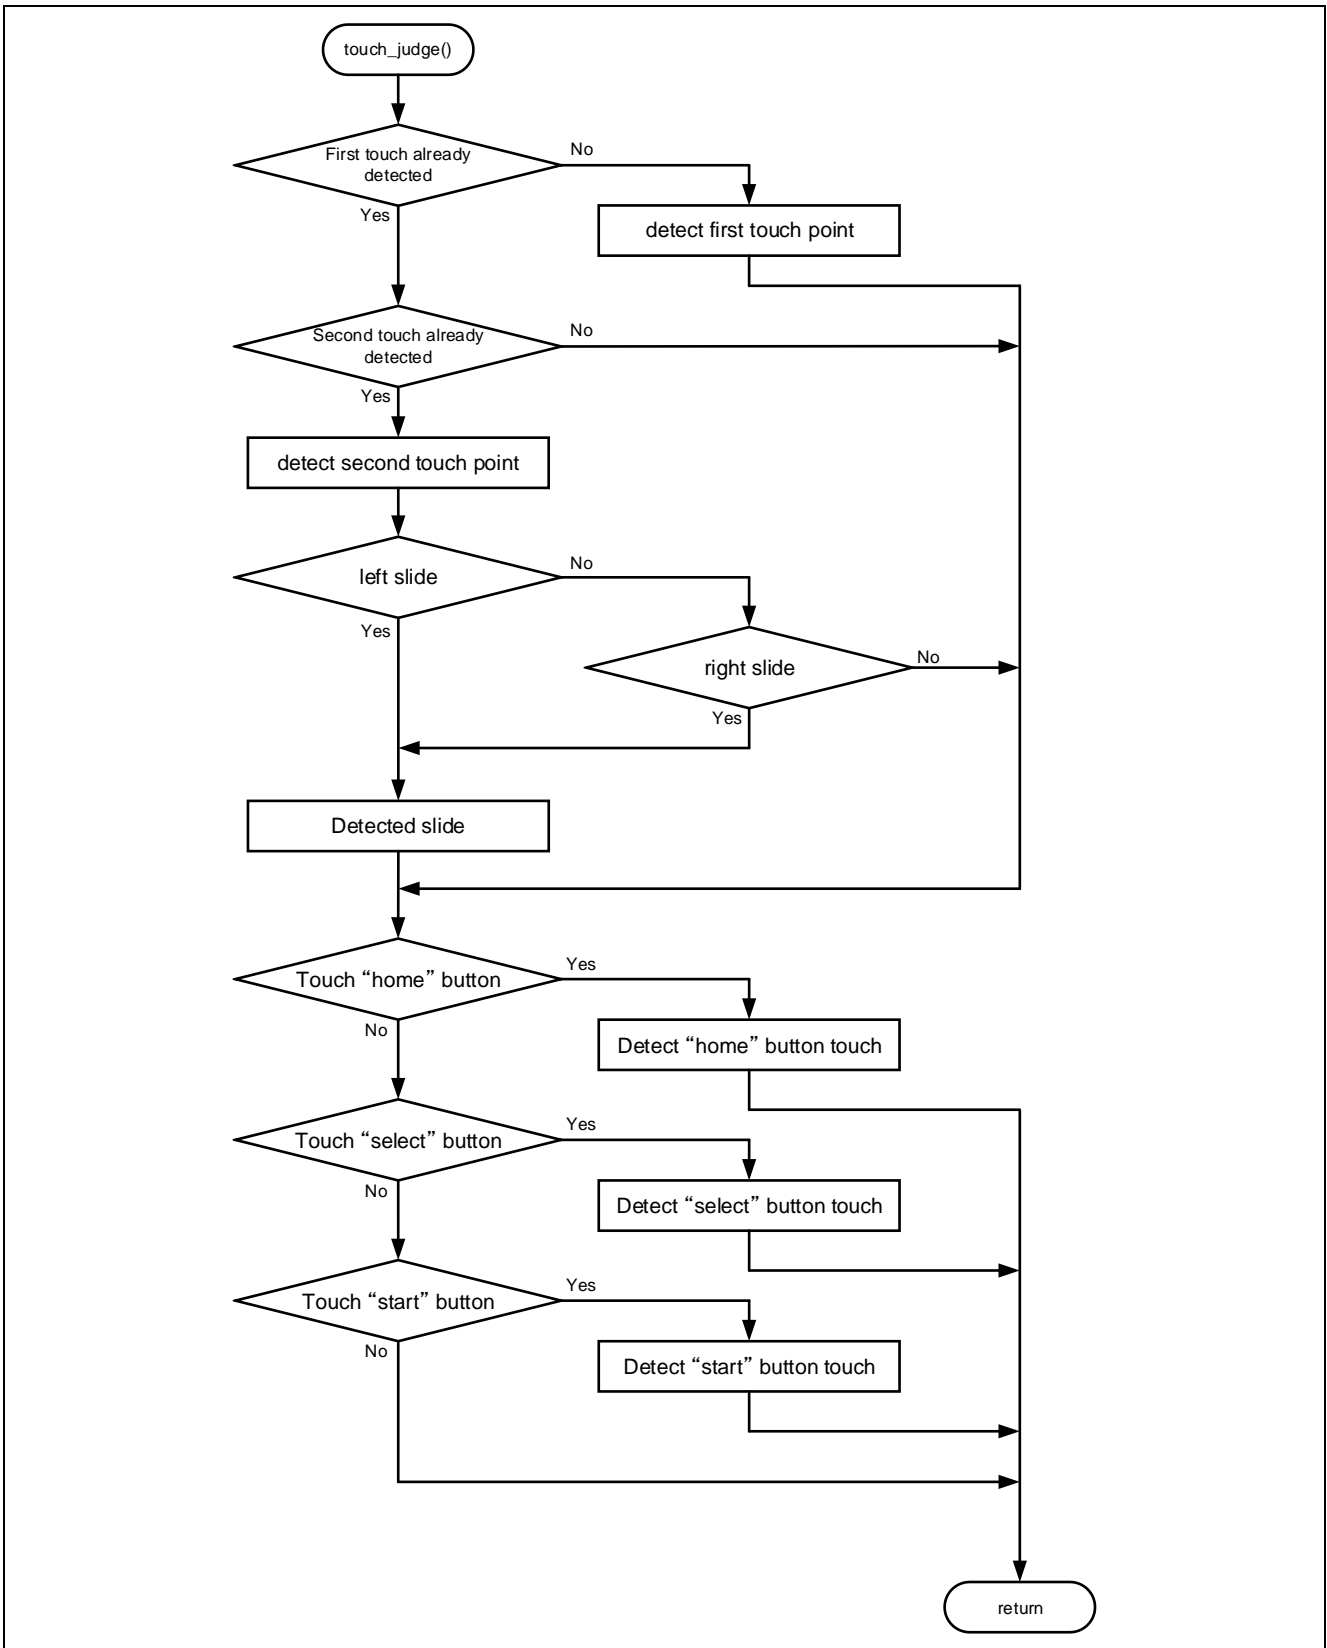 touch_judge()
First touch already
detected
No
Yes
detect first touch point
Second touch already
detected
No
Yes
detect second touch point
left slide
No
Yes
right slide
No
Yes
Detected slide
Touch “home” button
Yes
No
Detect “home” button touch
Touch “select” button
Yes
No
Detect “select” button touch
Touch “start” button
Yes
No
Detect “start” button touch
return